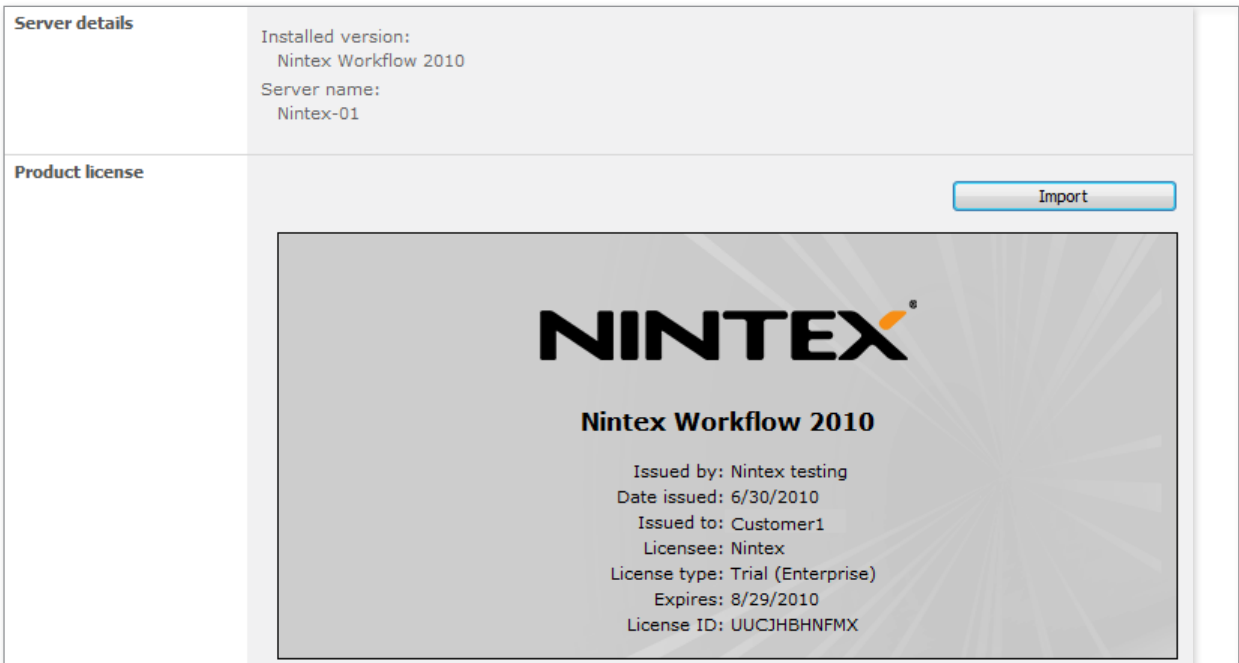 Server details
Installed version:
Nintex Workflow 2010
Server name:
Nintex-01
Product license
Import
NINTEX®
Nintex Workflow 2010
Issued by: Nintex testing
Date issued: 6/30/2010
Issued to: Customer1
Licensee: Nintex
License type: Trial (Enterprise)
Expires: 8/29/2010
License ID: UUCJHBHNFMX